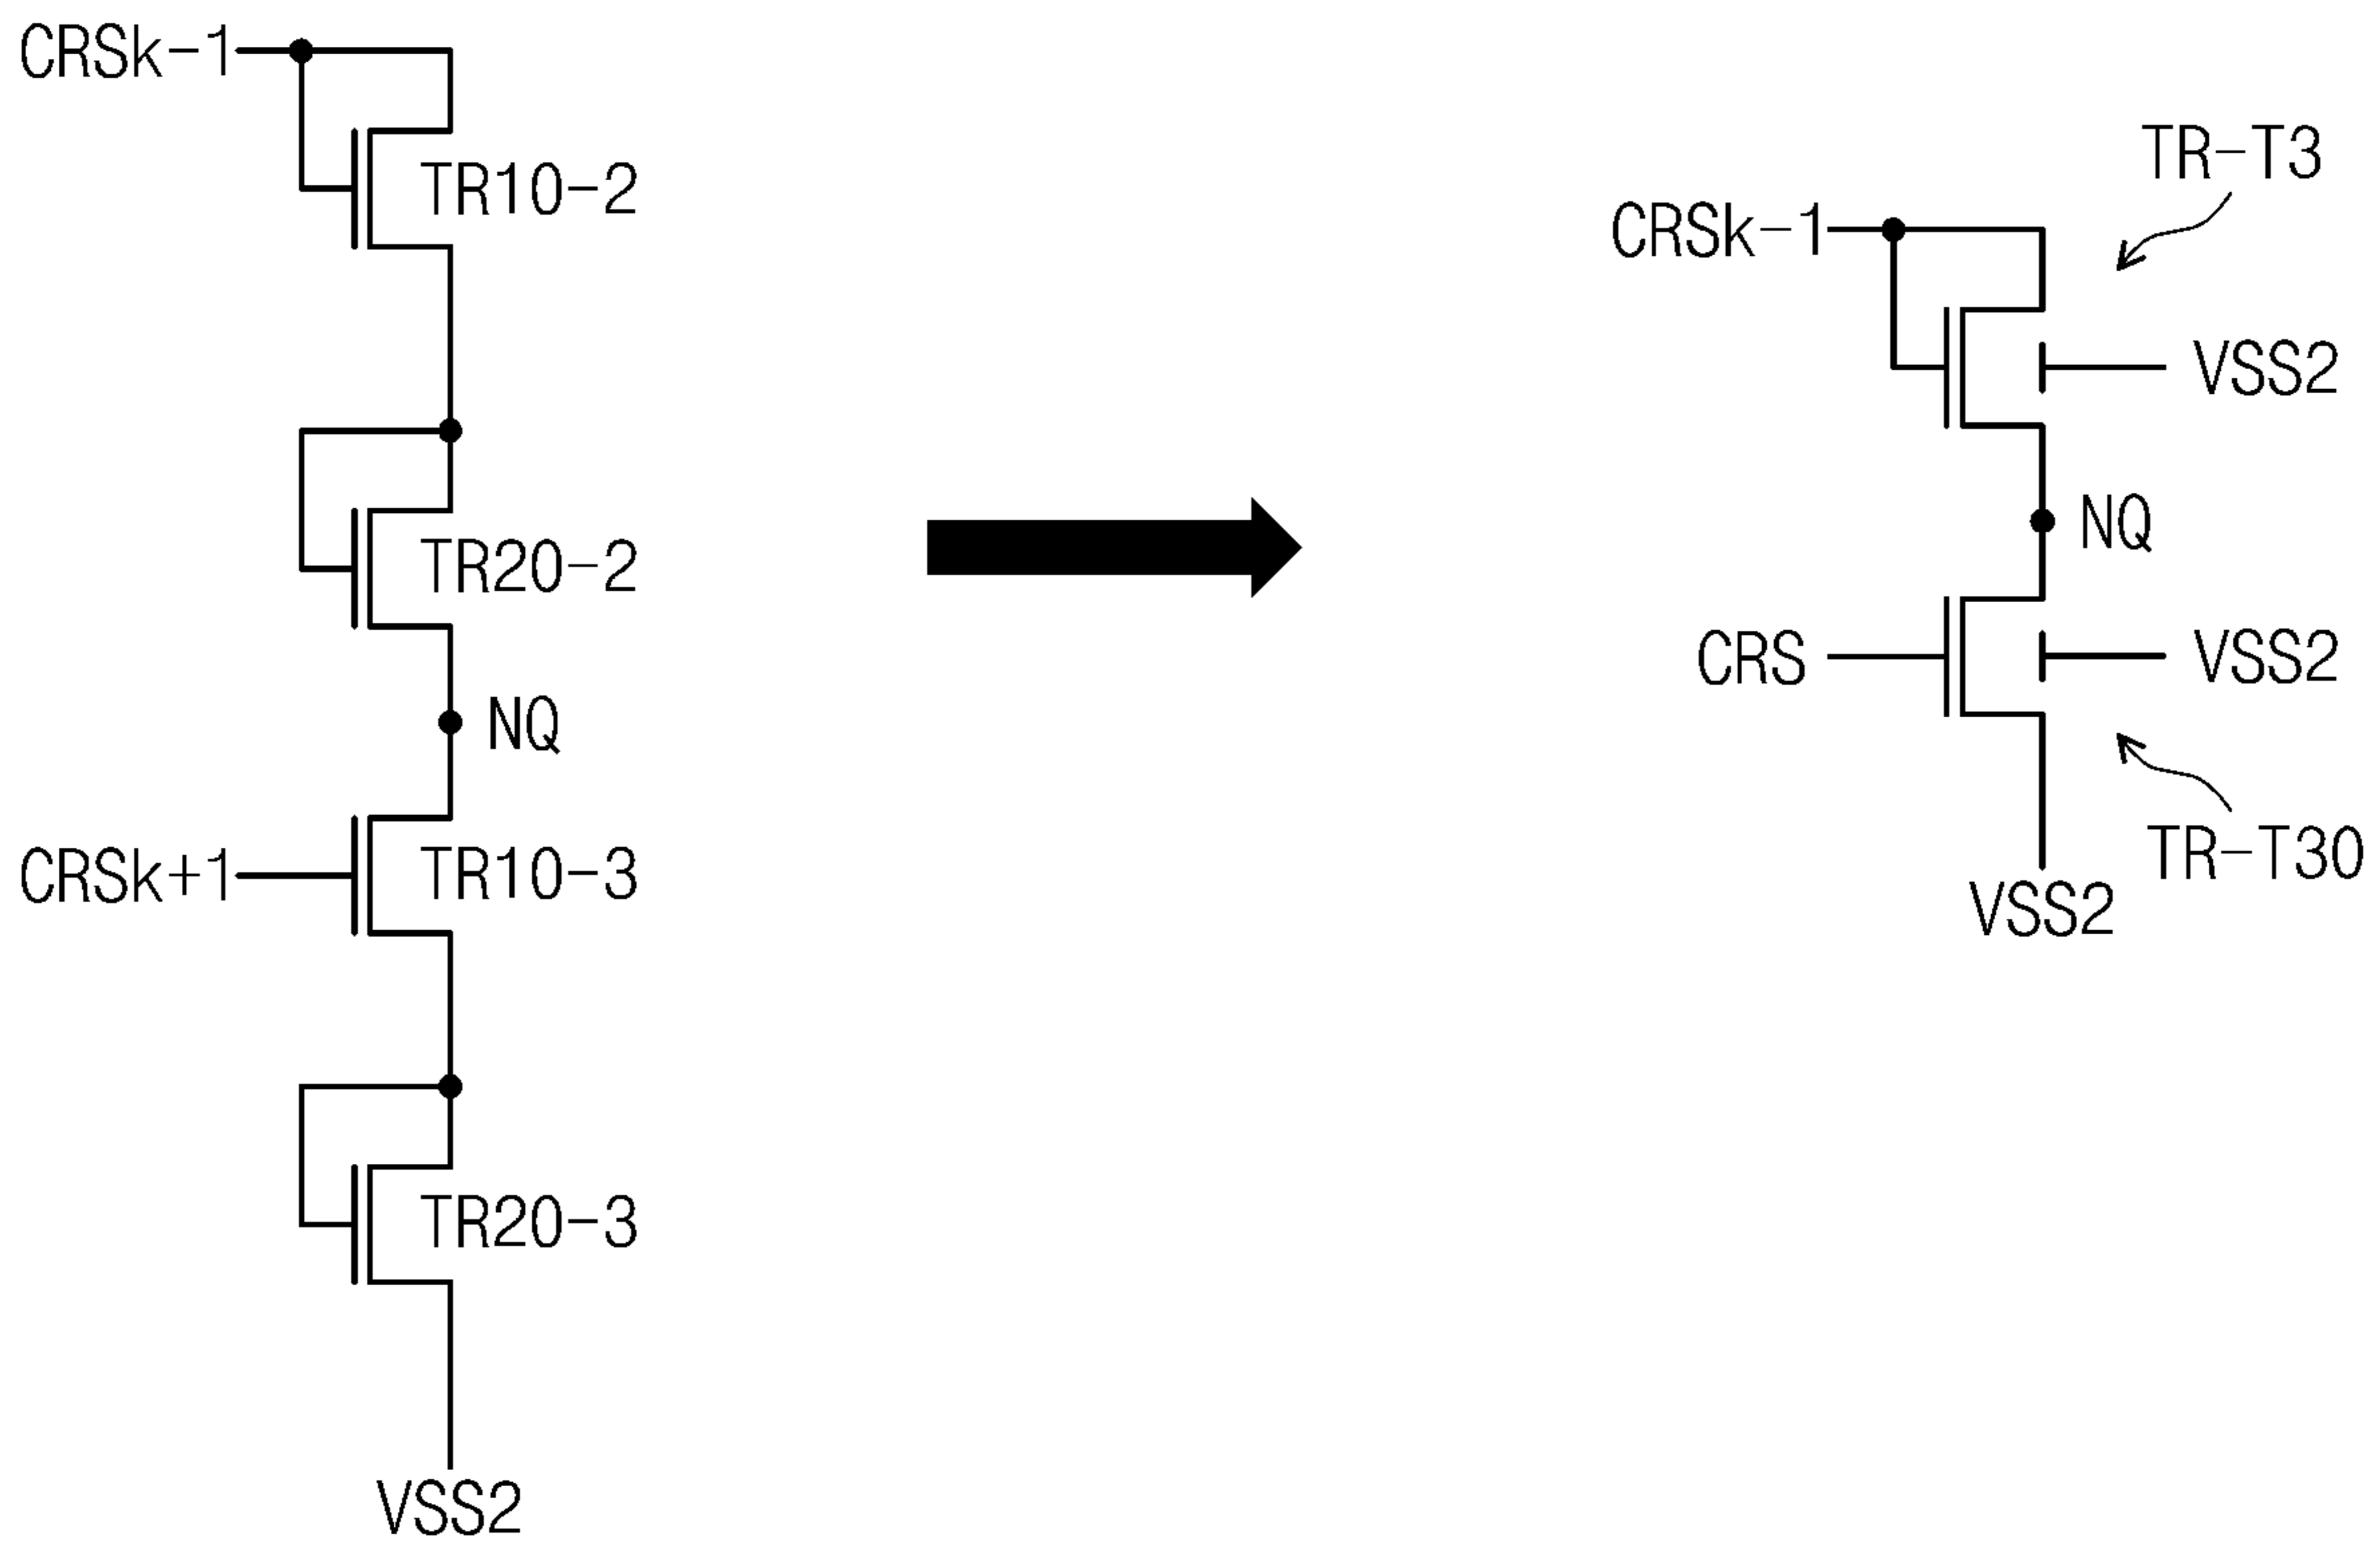 CRSk-1
TR10-2
TR20-2
NQ
CRSk+1
TR10-3
TR20-3
VSS2
TR-T3
CRSk-1
VSS2
NQ
CRS
VSS2
TR-T30
VSS2